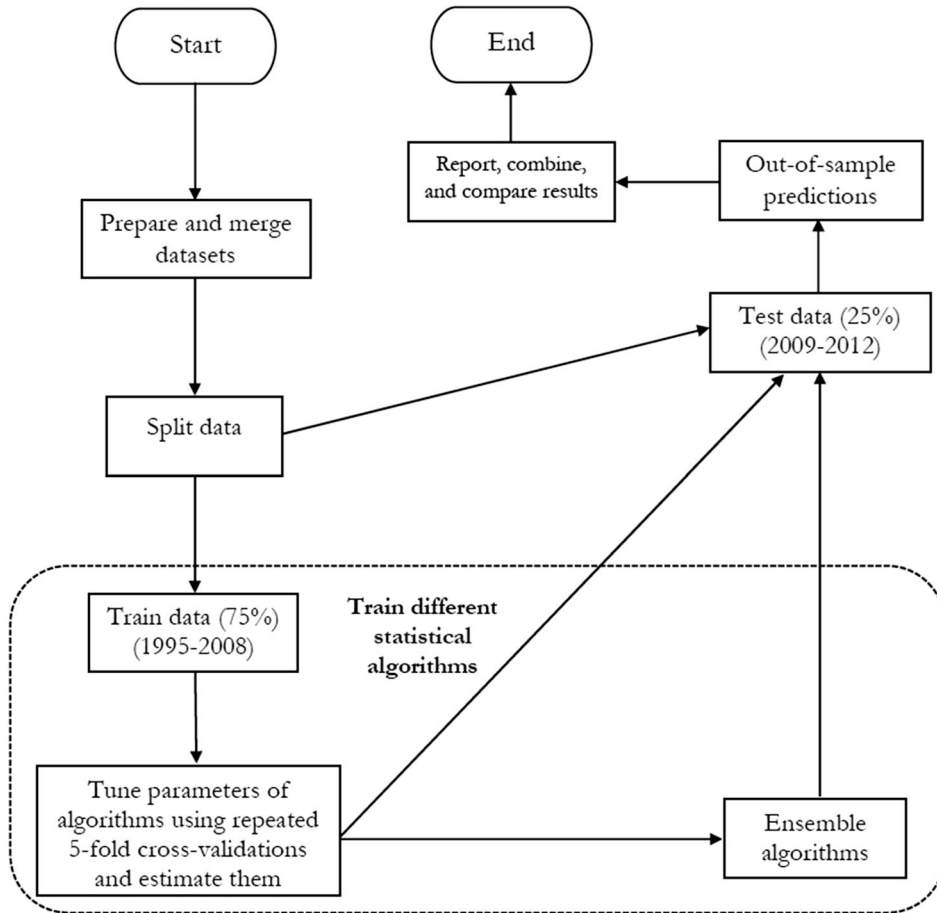 Start
End
Prepare and merge
datasets
Report, combine,
and compare results
Out-of-sample
predictions
Split data
Test data (25%)
(2009-2012)
Train data (75%)
(1995-2008)
Train different
statistical
algorithms
Tune parameters of
algorithms using repeated
5-fold cross-validations
and estimate them
Ensemble
algorithms